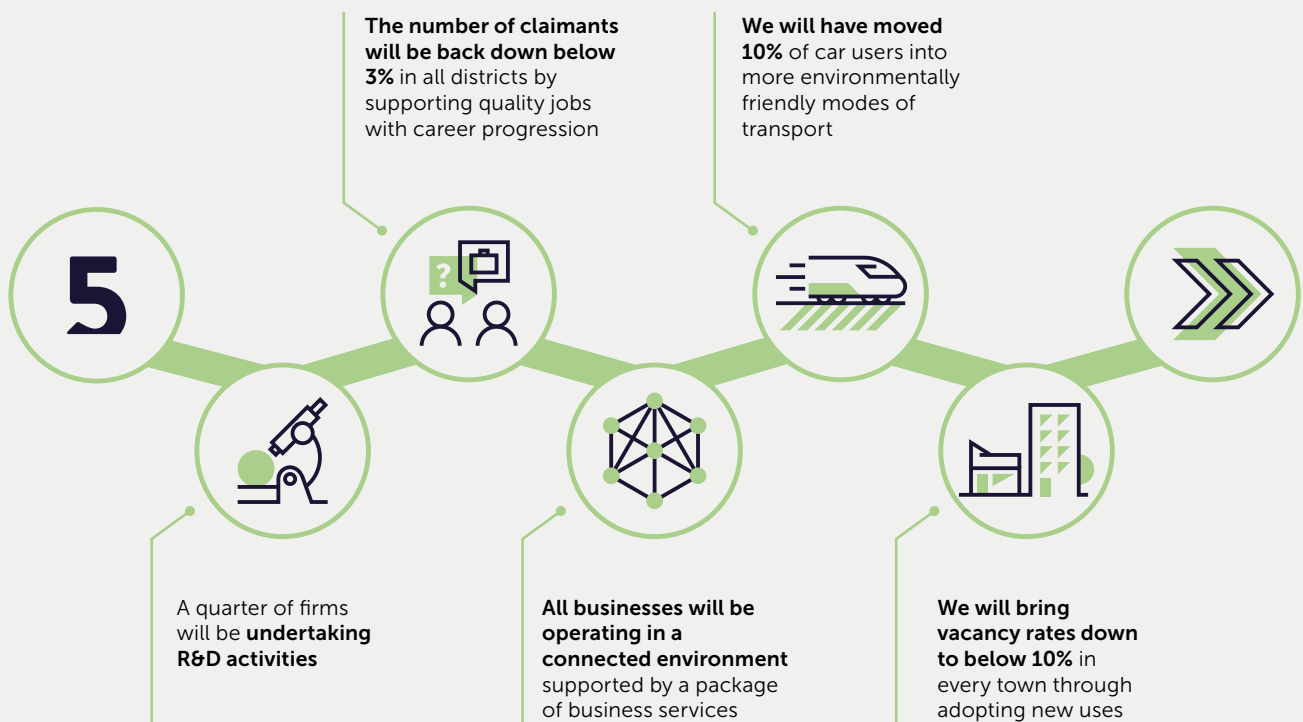 The number of claimants
will be back down below
3% in all districts by
supporting quality jobs
with career progression
We will have moved
10% of car users into
more environmentally
friendly modes of
transport
5
?
A quarter of firms
will be undertaking
R&D activities
All businesses will be
operating in a
connected environment
supported by a package
of business services
We will bring
vacancy rates down
to below 10% in
every town through
adopting new uses